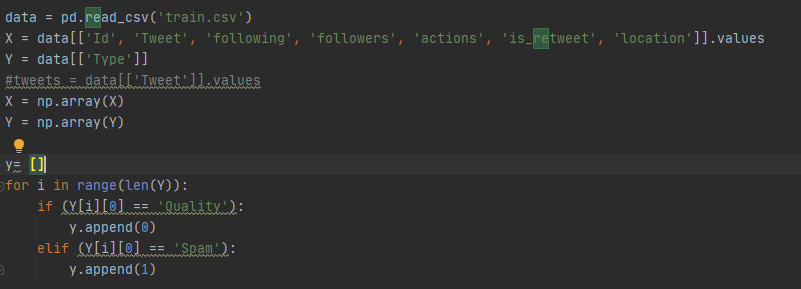 data = pd.read_csv('train.csv')
X = data[['Id', 'Tweet', 'following', 'followers', 'actions', 'is_retweet', 'location']].values
Y = data[['Type']]
#tweets = data[['Tweet']].values
X = np.array(X)
Y = np.array(Y)
y= []
for i in range(len(Y)):
    if (Y[i][0] == 'Quality'):
        y.append(0)
    elif (Y[i][0] == 'Spam'):
        y.append(1)